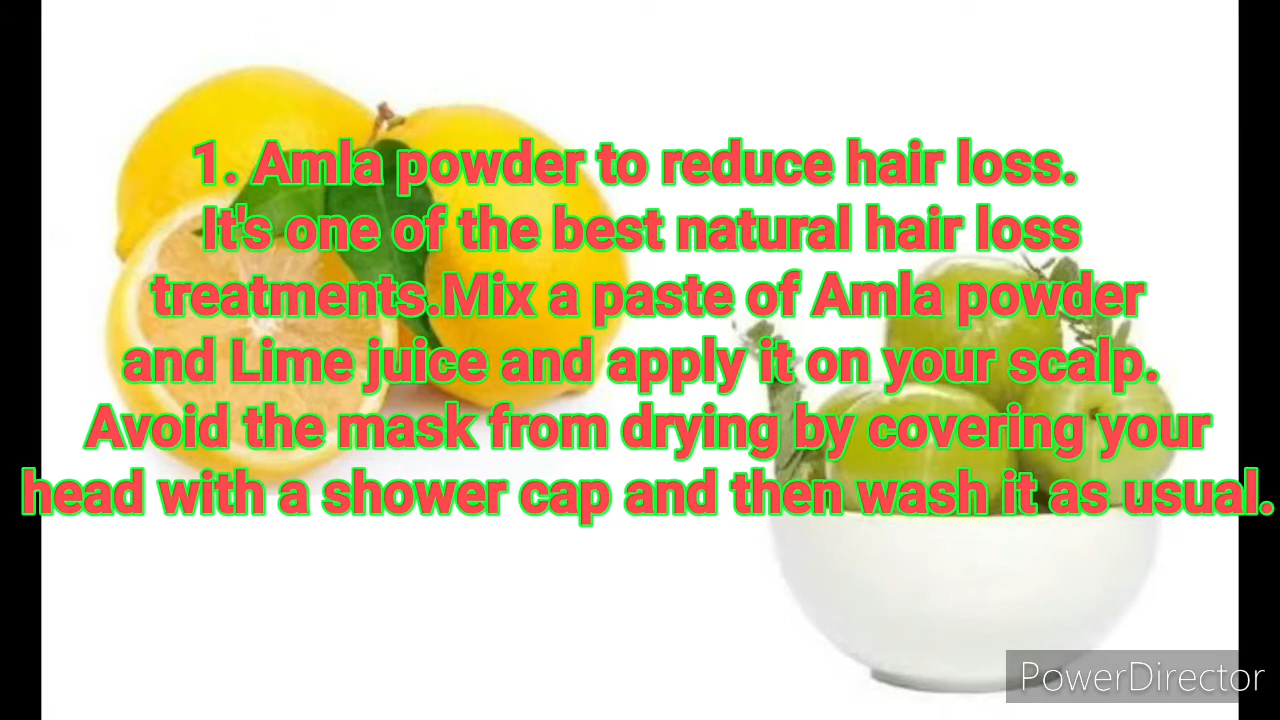 1. Amla powder to reduce hair loss.
It's one of the best natural hair loss
treatments.Mix a paste of Amla powder
and Lime juice and apply it on your scalp.
Avoid the mask from drying by covering your
head with a shower cap and then wash it as usual.
PowerDirector